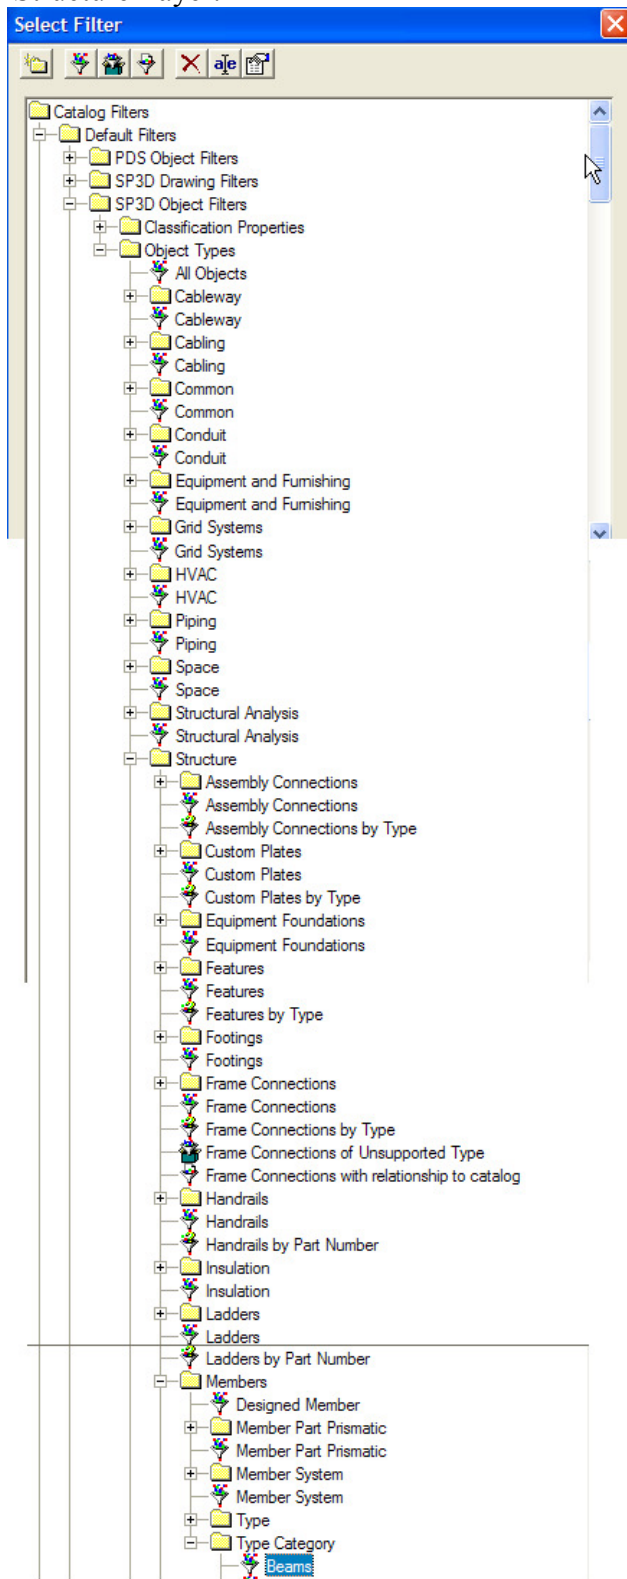 Select Filter
Catalog Filters
Default Filters
PDS Object Filters
SP3D Drawing Filters
SP3D Object Filters
Classification Properties
Object Types
All Objects
Cableway
Cableway
Cabling
Cabling
Common
Common
Conduit
Conduit
Equipment and Furnishing
Equipment and Furnishing
Grid Systems
Grid Systems
HVAC
HVAC
Piping
Piping
Space
Space
Structural Analysis
Structural Analysis
Structure
Assembly Connections
Assembly Connections
Assembly Connections by Type
Custom Plates
Custom Plates
Custom Plates by Type
Equipment Foundations
Equipment Foundations
Features
Features
Features by Type
Footings
Footings
Frame Connections
Frame Connections
Frame Connections by Type
Frame Connections of Unsupported Type
Frame Connections with relationship to catalog
Handrails
Handrails
Handrails by Part Number
Insulation
Insulation
Ladders
Ladders
Ladders by Part Number
Members
Designed Member
Member Part Prismatic
Member Part Prismatic
Member System
Member System
Type
Type Category
Beams